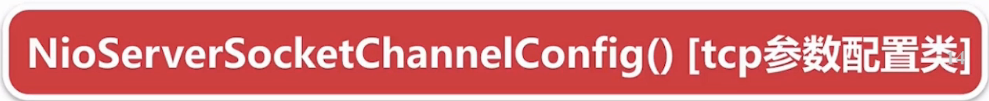 NioServerSocketChannelConfig() [tcp参数配置类]